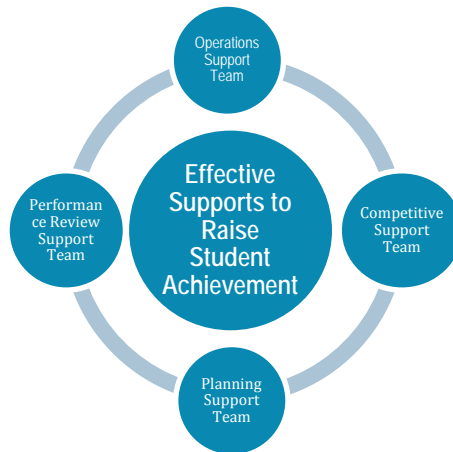 Operations
Support
Team
Effective
Supports to
Raise
Student
Achievement
Performan
ce Review
Support
Team
Competitive
Support
Team
Planning
Support
Team